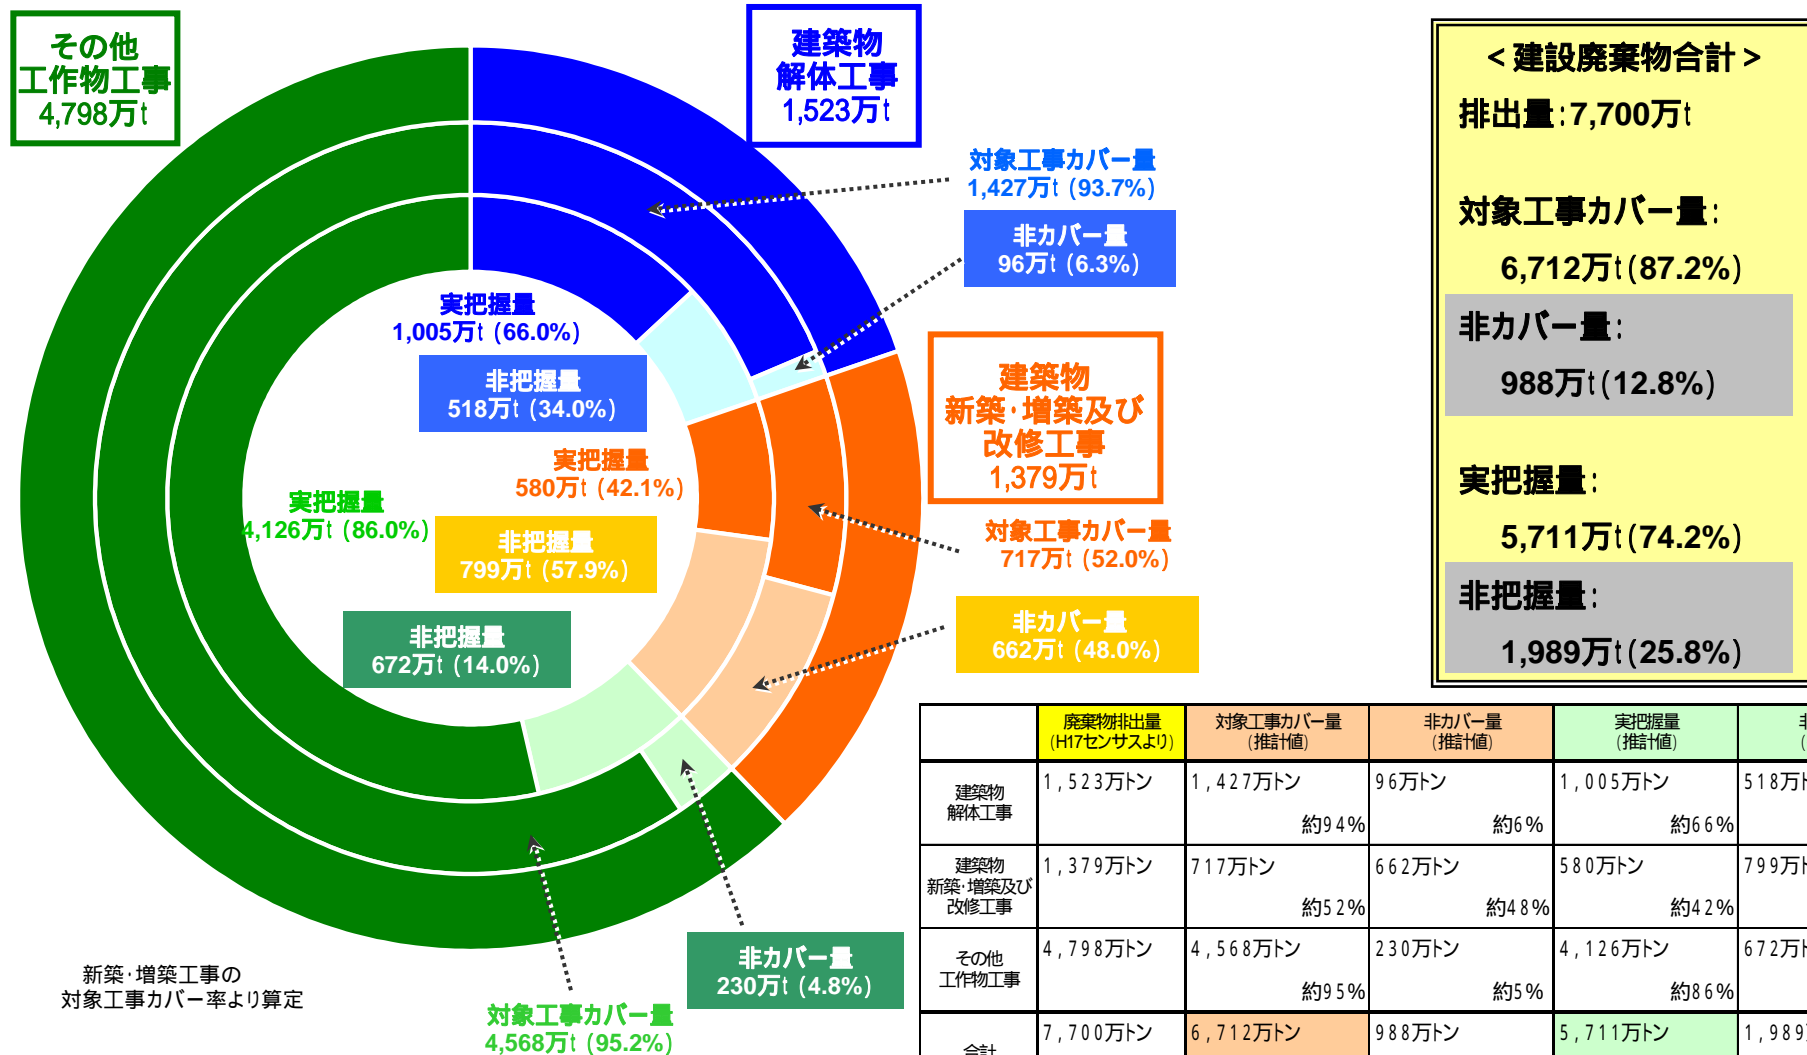 その他
工作物工事
4,798万t
建築物
解体工事
1,523万t
対象工事カバー量
1,427万t (93.7%)
非カバー量
96万t (6.3%)
実把握量
1,005万t (66.0%)
非把握量
518万t (34.0%)
建築物
新築・増築及び
改修工事
1,379万t
実把握量
580万t (42.1%)
実把握量
4,126万t (86.0%)
非把握量
799万t (57.9%)
対象工事カバー量
717万t (52.0%)
非把握量
672万t (14.0%)
非カバー量
662万t (48.0%)
非カバー量
230万t (4.8%)
対象工事カバー量
4,568万t (95.2%)
新築・増築工事の
対象工事カバー率より算定
<建設廃棄物合計>
排出量:7,700万t
対象工事カバー量:
6,712万t(87.2%)
非カバー量:
988万t(12.8%)
実把握量:
5,711万t(74.2%)
非把握量:
1,989万t(25.8%)
廃棄物排出量 対象工事カバー量 非カバー量 実把握量
(H17センサスより) (推計値) (推計値) (推計値)
建築物
解体工事
1,523万トン 1,427万トン 96万トン 1,005万トン 518万
約94% 約6% 約66%
建築物
新築・増築及び
改修工事
1,379万トン 717万トン 662万トン 580万トン 799万
約52% 約48% 約42%
その他
工作物工事
4,798万トン 4,568万トン 230万トン 4,126万トン 672万
約95% 約5% 約86%
合計
7,700万トン 6,712万トン 988万トン 5,711万トン 1,989